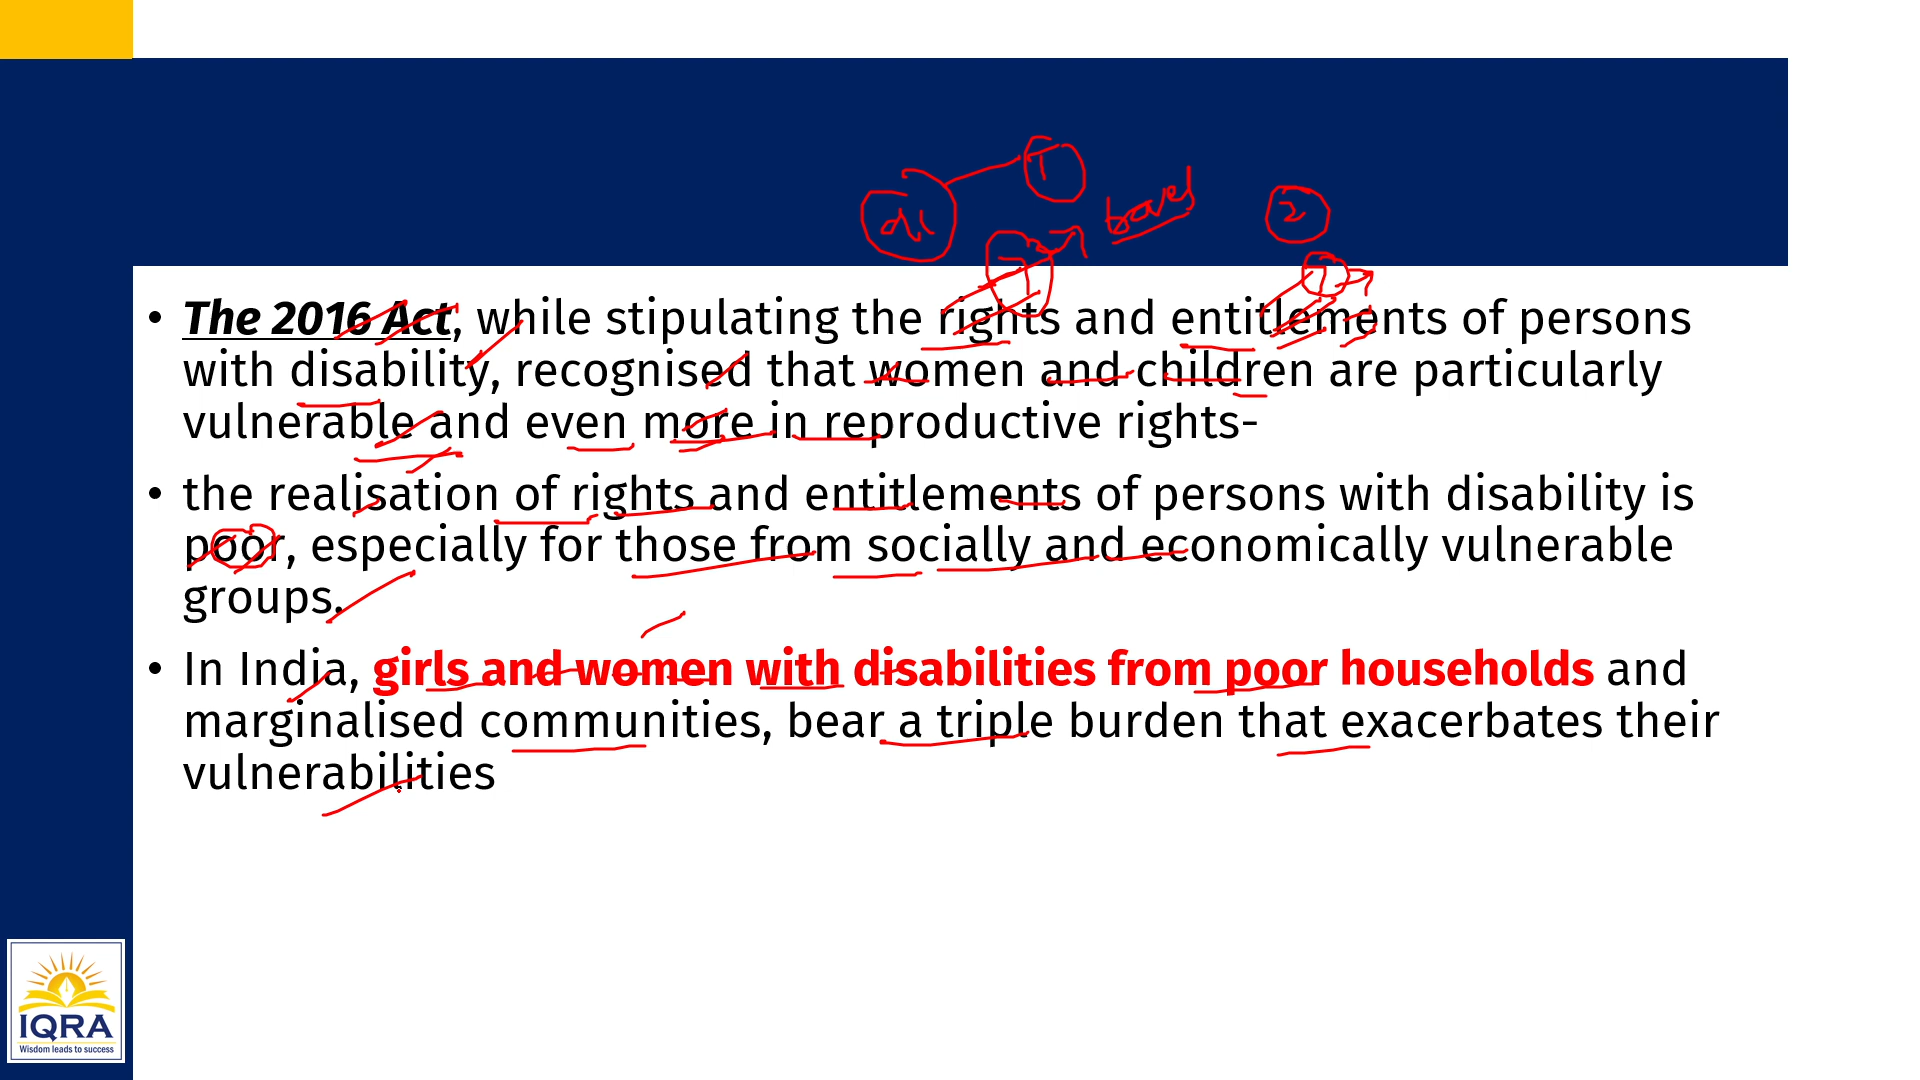 1
travel
2
• The 2016 Act, while stipulating the rights and entitlements of persons
with disability, recognised that women and children are particularly
vulnerable and even more in reproductive rights-
• the realisation of rights and entitlements of persons with disability is
poor, especially for those from socially and economically vulnerable
groups.
• In India, girls and women with disabilities from poor households and
marginalised communities, bear a triple burden that exacerbates their
vulnerabilities
IQRA
Wisdom leads to success